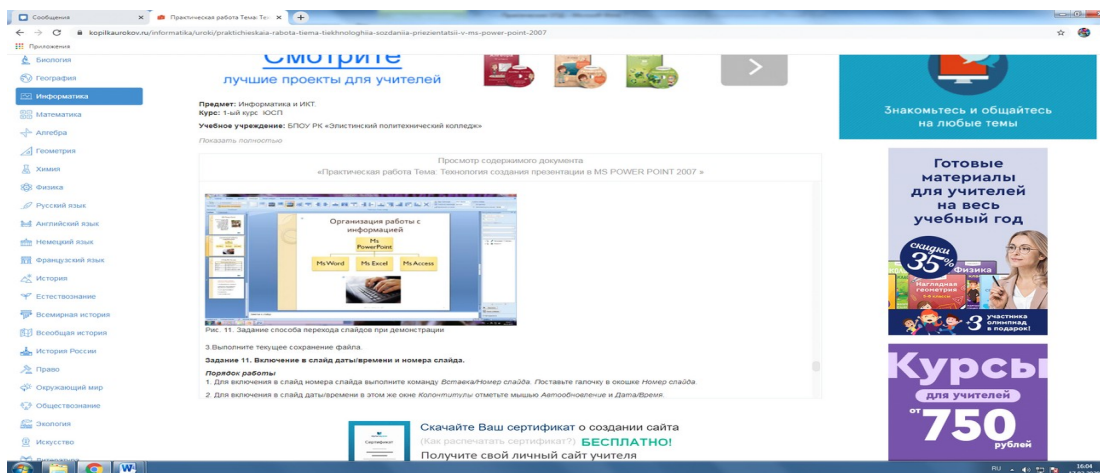 Сообщения
Практическая работа Тема: Тех
kopilkaurokov.ru/informatika/uroki/praktichieskaia-rabota-tiema-tiekhnologhiia-sozdaniia-priezientatsii-v-ms-power-point-2007
Приложения
Биология
География
Информатика
Математика
Алгебра
Геометрия
Химия
Физика
Русский язык
Английский язык
Немецкий язык
Французский язык
История
Естествознание
Всемирная история
Всеобщая история
История России
Право
Окружающий мир
Обществознание
Экология
Искусство
Литература
Смотрите
лучшие проекты для учителей
Предмет: Информатика и ИКТ.
Курс: 1-ый курс ЮСП
Учебное учреждение: БПОУ РК «Элистинский политехнический колледж»
Показать полностью
Просмотр содержимого документа
«Практическая работа Тема: Технология создания презентации в MS POWER POINT 2007 »
Организация работы с
информацией
Ms
PowerPoint
Ms Word
Ms Excel
Ms Access
Рис. 11. Задание способа перехода слайдов при демонстрации
3.Выполните текущее сохранение файла.
Задание 11. Включение в слайд даты/времени и номера слайда.
Порядок работы
1. Для включения в слайд номера слайда выполните команду Вставка/Номер слайда. Поставьте галочку в окошке Номер слайда.
2. Для включения в слайд даты/времени в этом же окне Колонтитулы отметьте мышью Автообновление и Дата/Время.
Сертификат
Скачайте Ваш сертификат о создании сайта
(Как распечатать сертификат?) БЕСПЛАТНО!
Получите свой личный сайт учителя
Знакомьтесь и общайтесь
на любые темы
Готовые
материалы
для учителей
на весь
учебный год
скидки
35%
Физика
Наглядная
геометрия
3 участника
олимпиад
в подарок!
Курсы
для учителей
от 750
рублей
RU
16:04